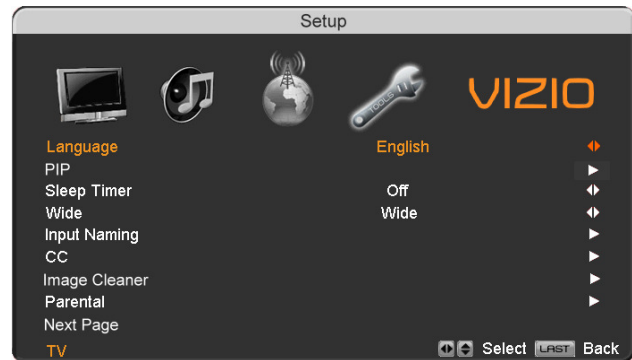 Setup
TOOLS
VIZIO
Language English
PIP
Sleep Timer Off
Wide Wide
Input Naming
CC
Image Cleaner
Parental
Next Page
TV Select LAST Back